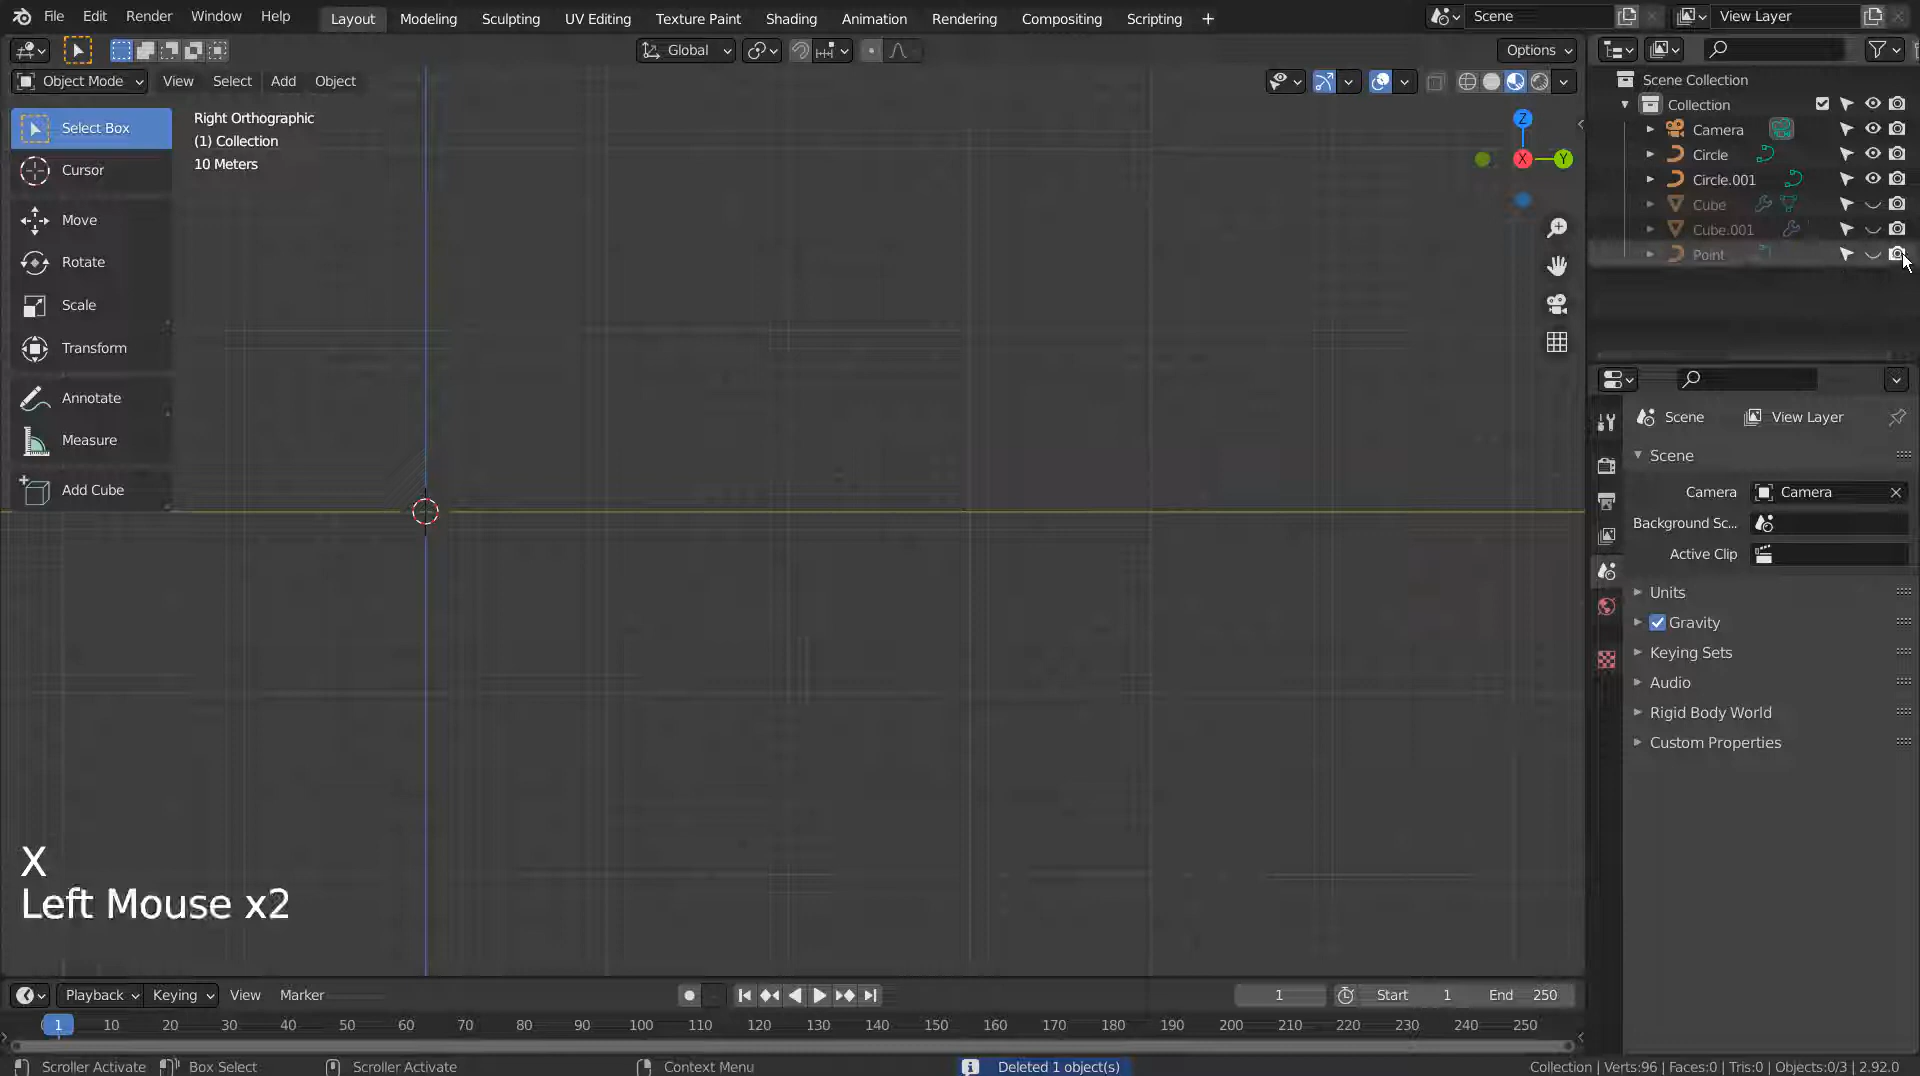 File Edit Render Window Help Layout Modeling Sculpting UV Editing Texture Paint Shading Animation Rendering Compositing Scripting + Scene View Layer
Global Options
Object Mode View Select Add Object
Select Box
Cursor
Move
Rotate
Scale
Transform
Annotate
Measure
Add Cube
Right Orthographic
(1) Collection
10 Meters
Z
X
Y
X
Left Mouse x2
Scene Collection
Collection
Camera
Circle
Circle.001
Cube
Cube.001
Point
Scene View Layer
Scene
Camera Camera
Background Sc...
Active Clip
Units
Gravity
Keying Sets
Audio
Rigid Body World
Custom Properties
Playback Keying View Marker 1 Start 1 End 250
1 10 20 30 40 50 60 70 80 90 100 110 120 130 140 150 160 170 180 190 200 210 220 230 240 250
Scroller Activate Box Select Scroller Activate Context Menu Deleted 1 object(s) Collection | Verts:96 | Faces:0 | Tris:0 | Objects:0/3 | 2.92.0